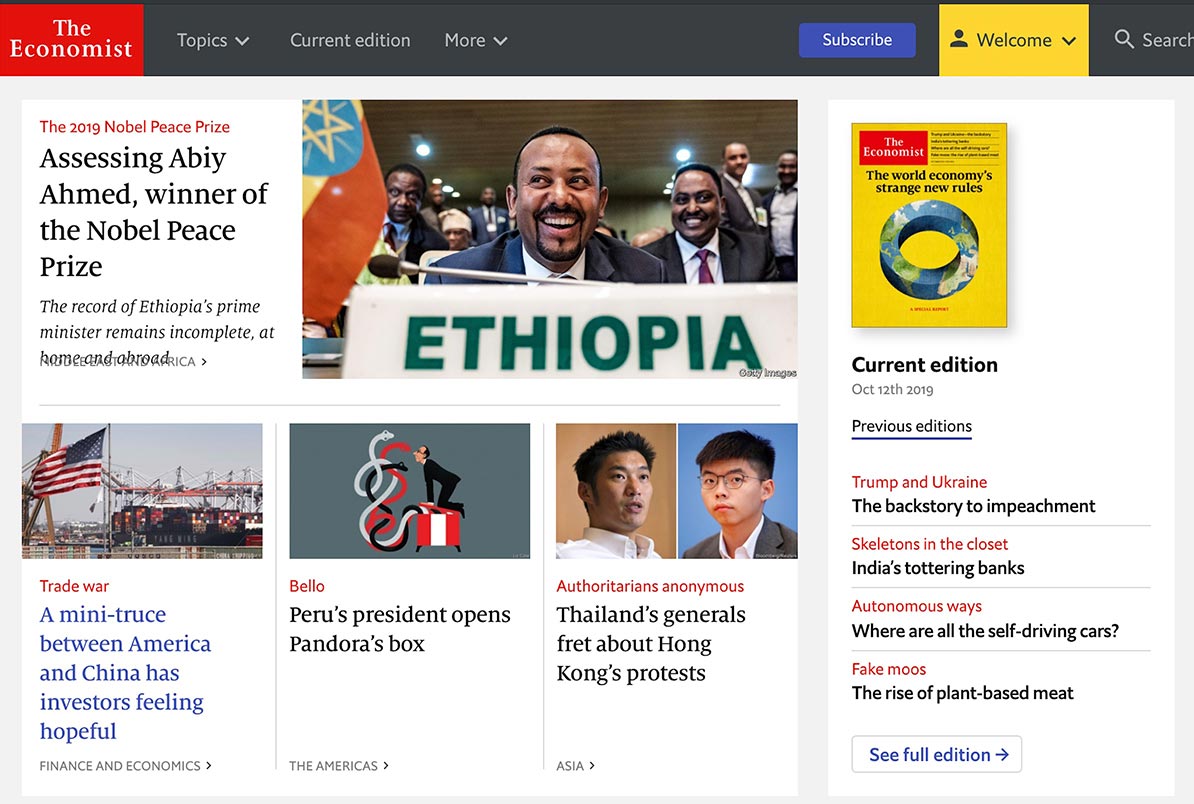 The
Economist
Topics
Current edition
More
Subscribe
Welcome
Search
The 2019 Nobel Peace Prize
Assessing Abiy
Ahmed, winner of
the Nobel Peace
Prize
The record of Ethiopia's prime
minister remains incomplete, at
home and abroad
MIDDLE EAST AND AFRICA >
ETHIOPIA
Getty Images
Trade war
A mini-truce
between America
and China has
investors feeling
hopeful
FINANCE AND ECONOMICS >
YANG MING
Bello
Peru's president opens
Pandora's box
THE AMERICAS >
Authoritarians anonymous
Thailand's generals
fret about Hong
Kong's protests
ASIA >
The
Economist
Trump and Ukraine—the backstory
India's tottering banks
Where are all the self-driving cars?
Fake moos: the rise of plant-based meat
The world economy's
strange new rules
A SPECIAL REPORT
Current edition
Oct 12th 2019
Previous editions
Trump and Ukraine
The backstory to impeachment
Skeletons in the closet
India's tottering banks
Autonomous ways
Where are all the self-driving cars?
Fake moos
The rise of plant-based meat
See full edition →